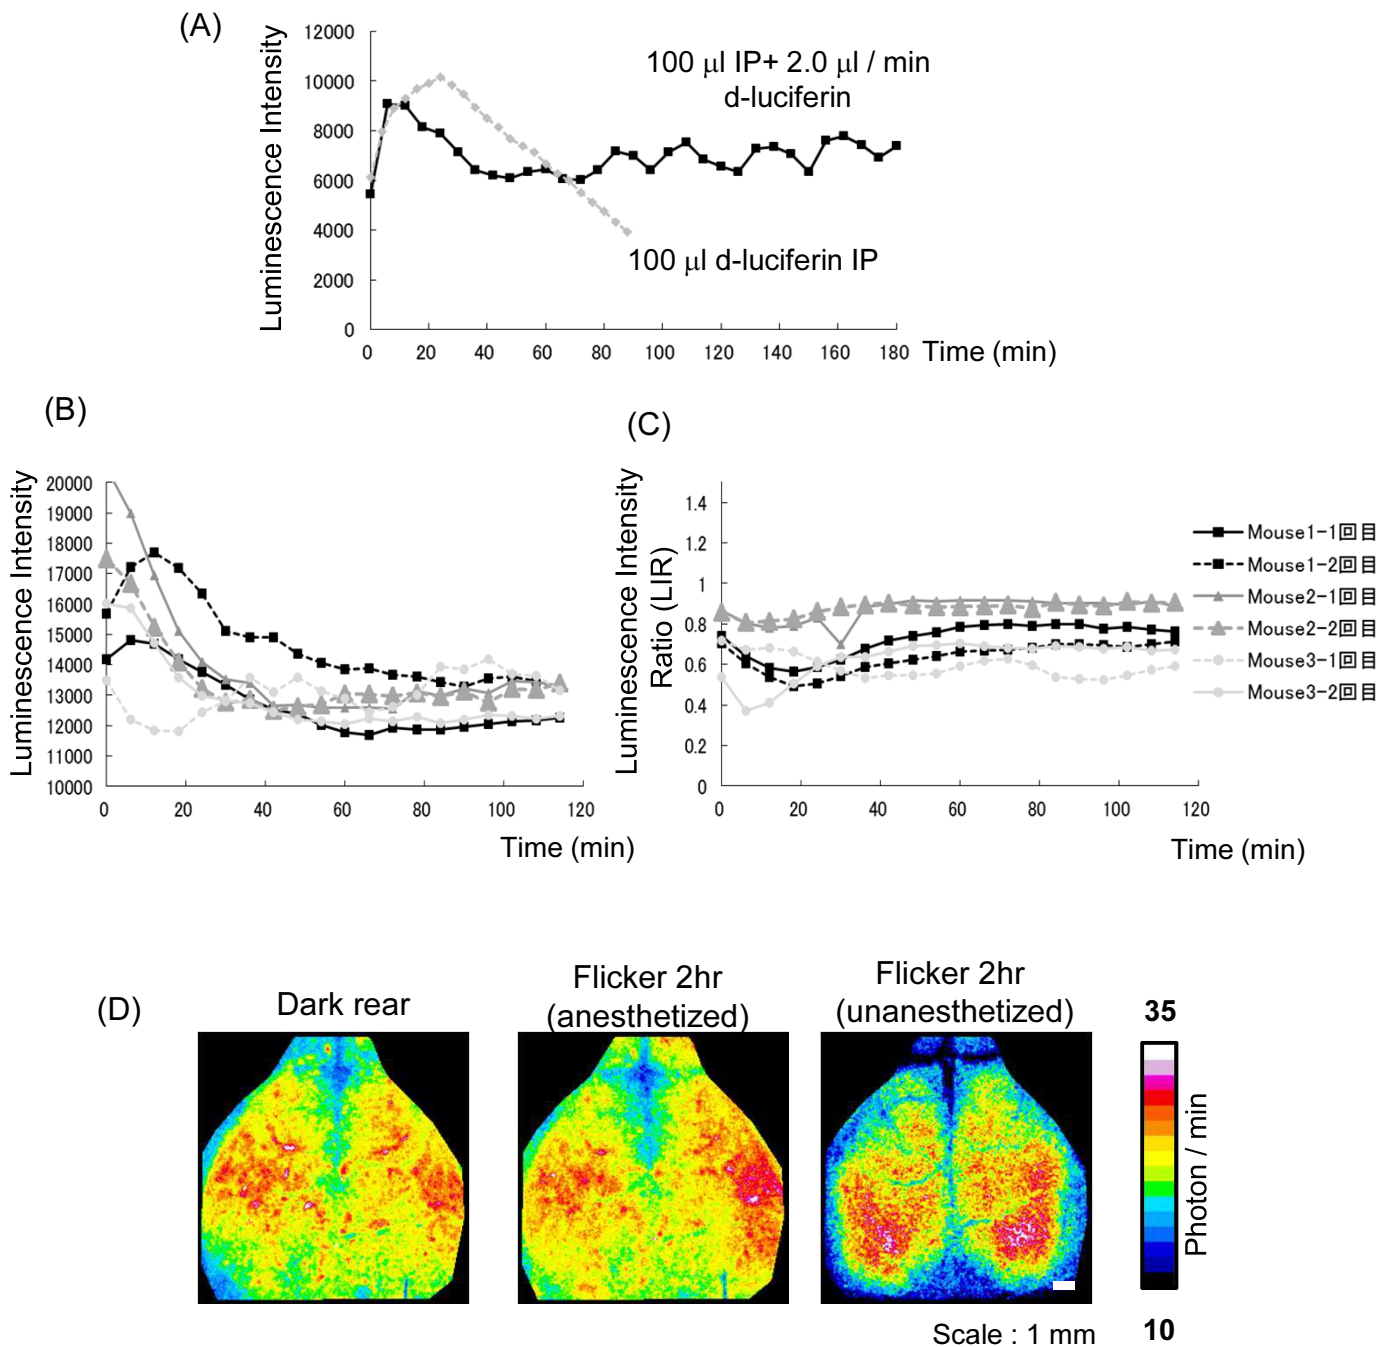 (A)
Luminescence Intensity
12000
10000
8000
6000
4000
2000
0
0 20 40 60 80 100 120 140 160 180 Time (min)
100 μl IP+ 2.0 μl / min
d-luciferin
100 μl d-luciferin IP
(B)
Luminescence Intensity
20000
19000
18000
17000
16000
15000
14000
13000
12000
11000
10000
0 20 40 60 80 100 120
Time (min)
(C)
Luminescence Intensity
Ratio (LIR)
1.4
1.2
1
0.8
0.6
0.4
0.2
0
0 20 40 60 80 100 120
Time (min)
Mouse1-1回目
Mouse1-2回目
Mouse2-1回目
Mouse2-2回目
Mouse3-1回目
Mouse3-2回目
(D)
Dark rear
Flicker 2hr
(anesthetized)
Flicker 2hr
(unanesthetized)
35
Photon / min
10
Scale : 1 mm